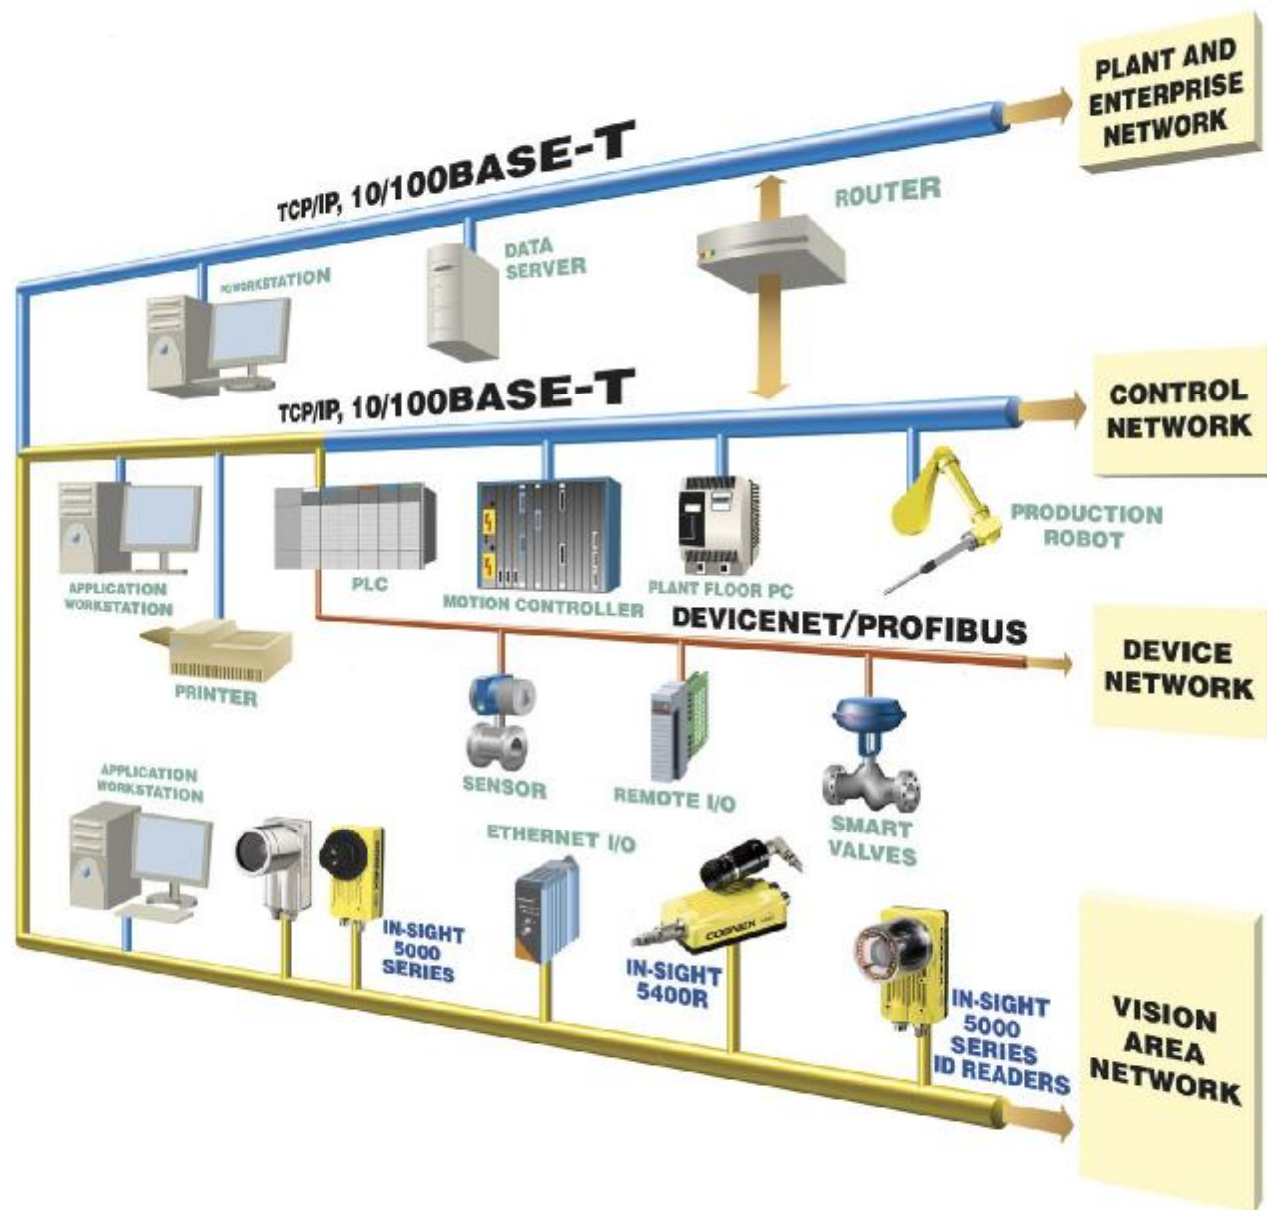 PLANT AND
ENTERPRISE
NETWORK
TCP/IP, 10/100BASE-T
ROUTER
DATA
SERVER
PC/WORKSTATION
TCP/IP, 10/100BASE-T
CONTROL
NETWORK
PRODUCTION
ROBOT
APPLICATION
WORKSTATION
PLC
MOTION CONTROLLER
PLANT FLOOR PC
DEVICENET/PROFIBUS
DEVICE
NETWORK
PRINTER
SENSOR
REMOTE I/O
SMART
VALVES
APPLICATION
WORKSTATION
ETHERNET I/O
IN-SIGHT
5000
SERIES
COGNEX
IN-SIGHT
5400R
IN-SIGHT
5000
SERIES
ID READERS
VISION
AREA
NETWORK